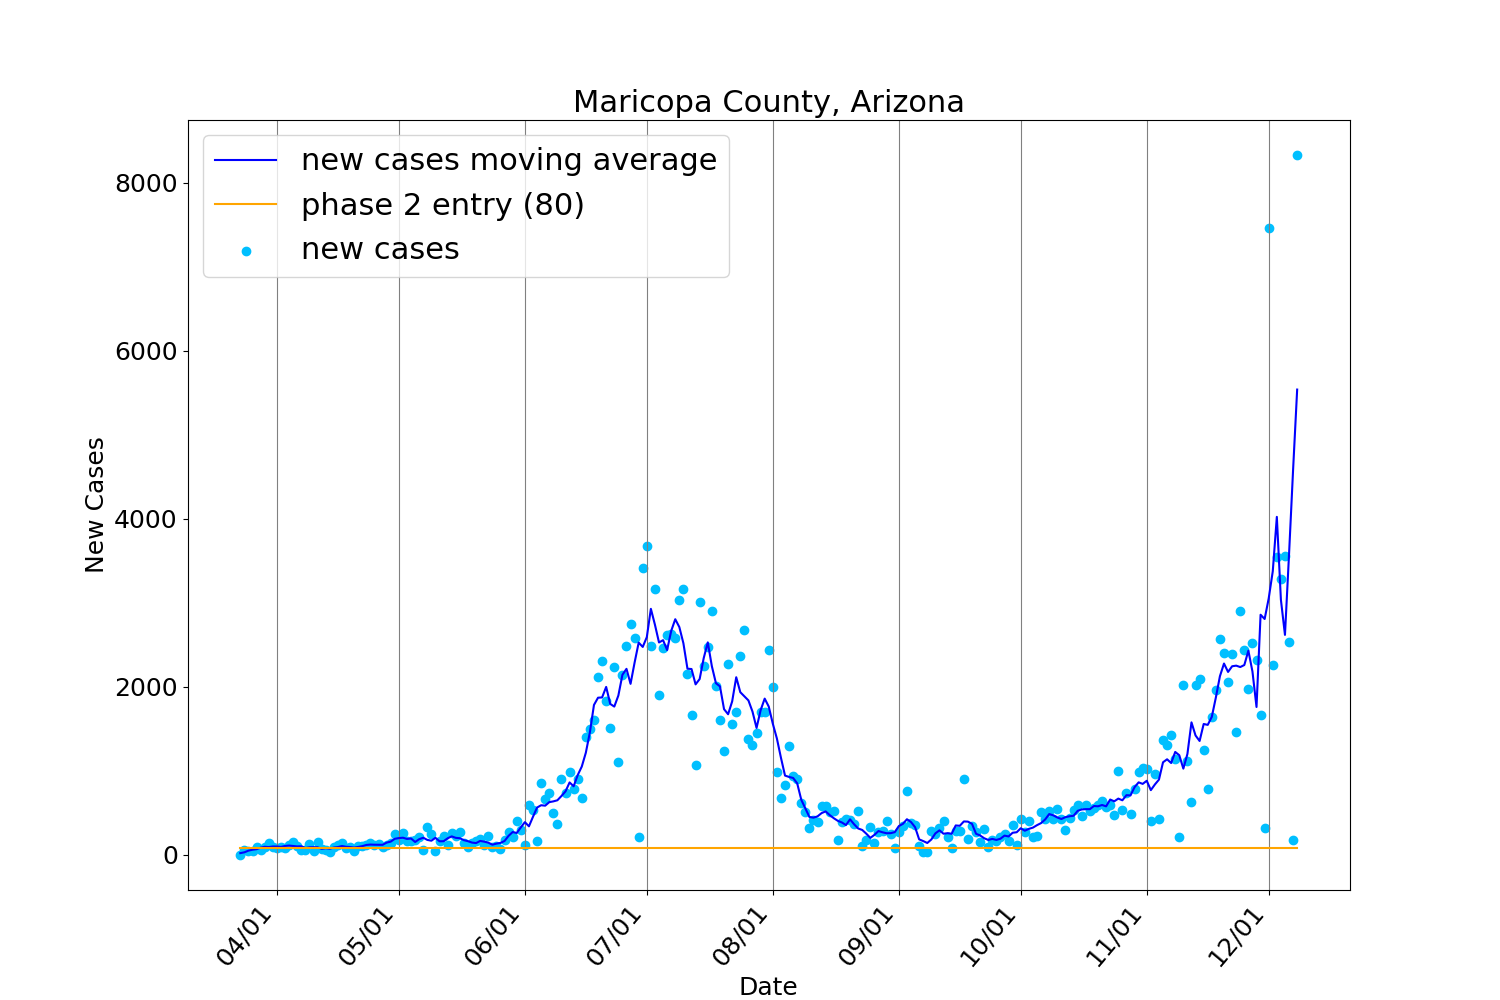 Maricopa County, Arizona
new cases moving average
phase 2 entry (80)
new cases
8000
6000
4000
2000
0
New Cases
04/01
05/01
06/01
07/01
08/01
09/01
10/01
11/01
12/01
Date